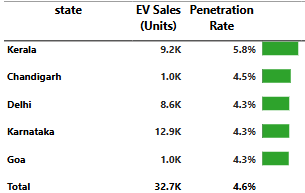 state EV Sales Penetration
(Units) Rate
Kerala 9.2K 5.8%
Chandigarh 1.0K 4.5%
Delhi 8.6K 4.3%
Karnataka 12.9K 4.3%
Goa 1.0K 4.3%
Total 32.7K 4.6%